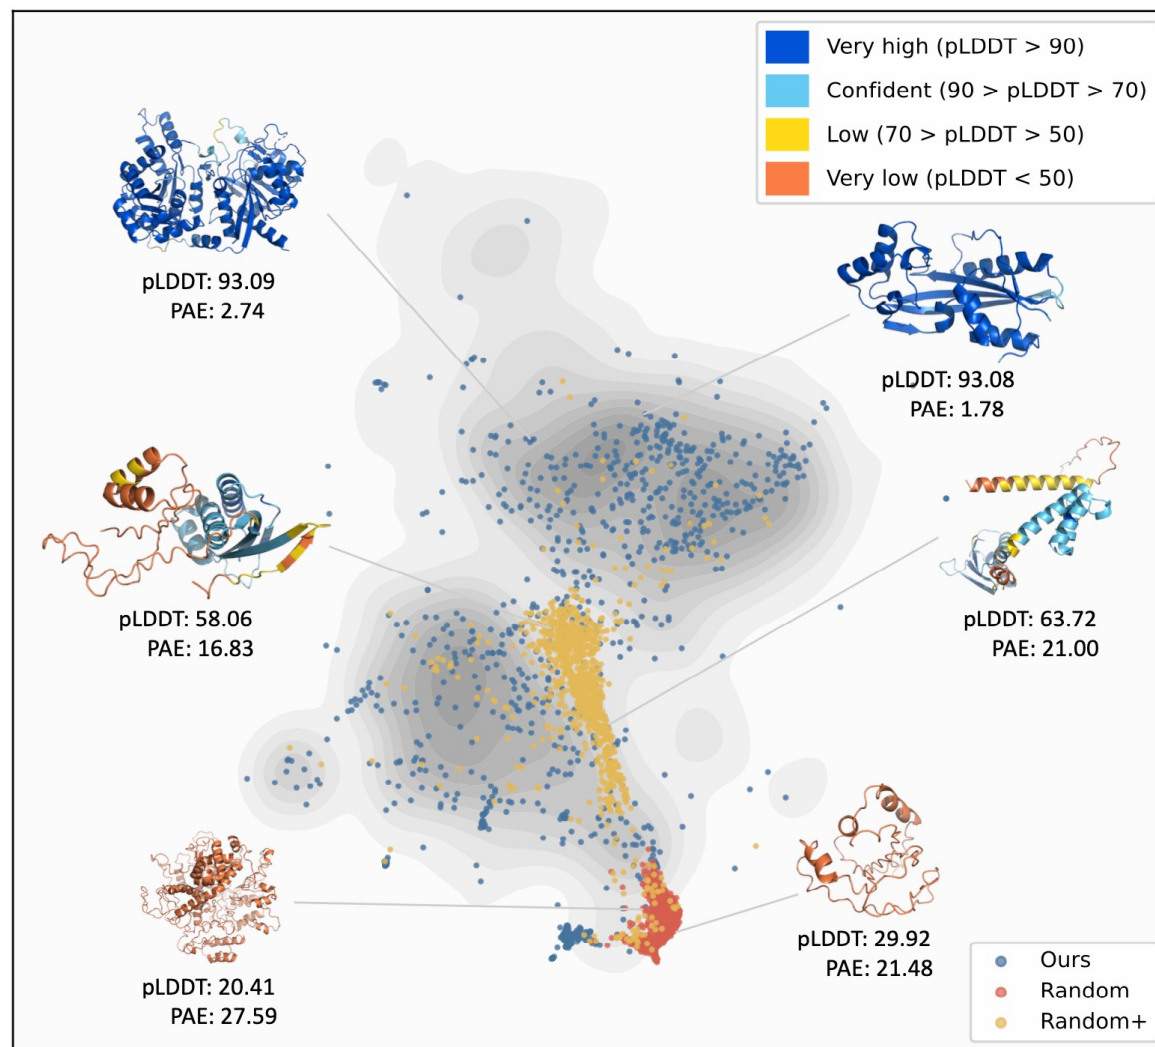 Very high (pLDDT > 90)
Confident (90 > pLDDT > 70)
Low (70 > pLDDT > 50)
Very low (pLDDT < 50)
pLDDT: 93.09
PAE: 2.74
pLDDT: 93.08
PAE: 1.78
pLDDT: 58.06
PAE: 16.83
pLDDT: 63.72
PAE: 21.00
pLDDT: 20.41
PAE: 27.59
pLDDT: 29.92
PAE: 21.48
Ours
Random
Random+